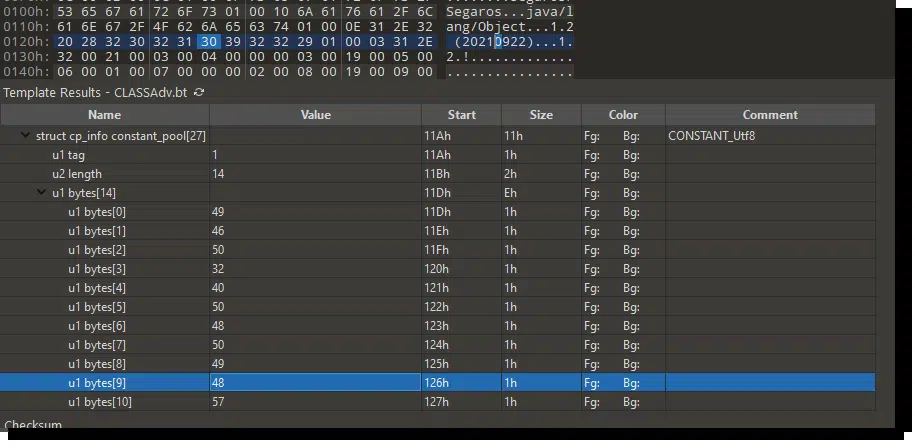 0100h: 53 65 67 61 72 6F 73 01 00 10 6A 61 76 61 2F 6C Segaros...java/l
0110h: 61 6E 67 2F 4F 62 6A 65 63 74 01 00 0E 31 2E 32 ang/Object...1.2
0120h: 20 28 32 30 32 31 30 39 32 32 29 01 00 03 31 2E (20210922)...1.
0130h: 32 00 21 00 03 00 04 00 00 00 03 00 19 00 05 00 2.!.............
0140h: 06 00 01 00 07 00 00 00 02 00 08 00 19 00 09 00 ................
Template Results - CLASSAdv.bt
Name Value Start Size Color Comment
struct cp_info constant_pool[27] 11Ah 11h Fg: Bg: CONSTANT_Utf8
u1 tag 1 11Ah 1h Fg: Bg:
u2 length 14 11Bh 2h Fg: Bg:
u1 bytes[14] 11Dh Eh Fg: Bg:
u1 bytes[0] 49 11Dh 1h Fg: Bg:
u1 bytes[1] 46 11Eh 1h Fg: Bg:
u1 bytes[2] 50 11Fh 1h Fg: Bg:
u1 bytes[3] 32 120h 1h Fg: Bg:
u1 bytes[4] 40 121h 1h Fg: Bg:
u1 bytes[5] 50 122h 1h Fg: Bg:
u1 bytes[6] 48 123h 1h Fg: Bg:
u1 bytes[7] 50 124h 1h Fg: Bg:
u1 bytes[8] 49 125h 1h Fg: Bg:
u1 bytes[9] 48 126h 1h Fg: Bg:
u1 bytes[10] 57 127h 1h Fg: Bg:
Checksum